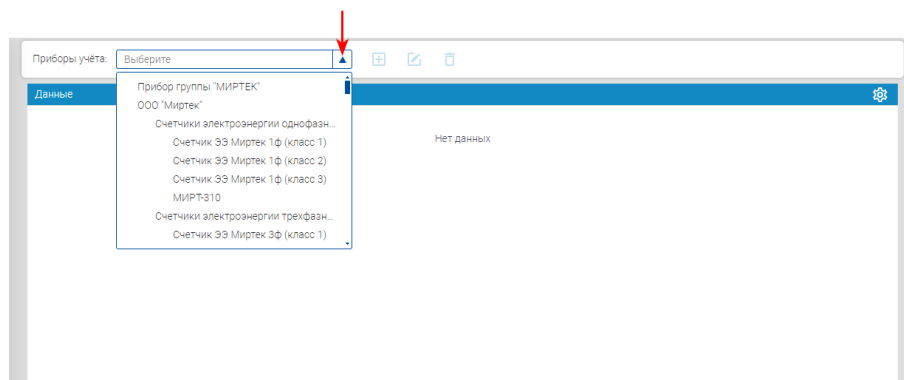 Приборы учёта: Выберите
Данные
Прибор группы "МИРТЕК"
ООО "Миртек"
Счетчики электроэнергии однофазн...
Счетчик ЭЭ Миртек 1ф (класс 1)
Счетчик ЭЭ Миртек 1ф (класс 2)
Счетчик ЭЭ Миртек 1ф (класс 3)
МИРТ-310
Счетчики электроэнергии трехфазн...
Счетчик ЭЭ Миртек 3ф (класс 1)
Нет данных